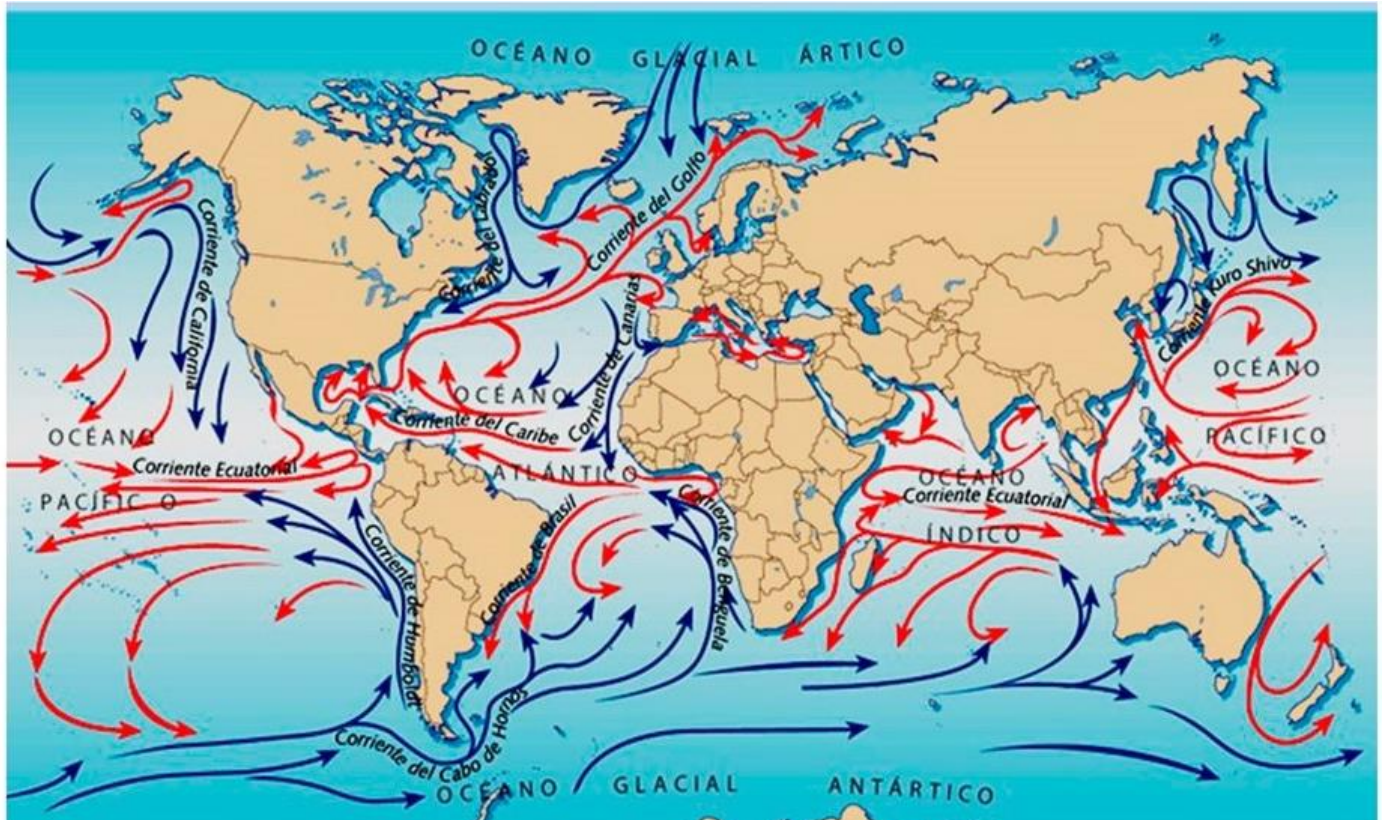 OCÉANO GLACIAL ÁRTICO
Corriente del Labrado
Corriente del Golfo
Corriente de California
Corriente Kuro Shivo
Corriente de Canarias
OCÉANO
PACÍFICO
OCÉANO
ATLÁNTICO
Corriente del Caribe
OCÉANO
PACÍFIC O
Corriente Ecuatorial
OCÉANO
Corriente Ecuatorial
ÍNDICO
Corriente de Brasil
Corriente de Benguela
Corriente de Humboldt
Corriente del Cabo de Hornos
OCÉANO GLACIAL ANTÁRTICO